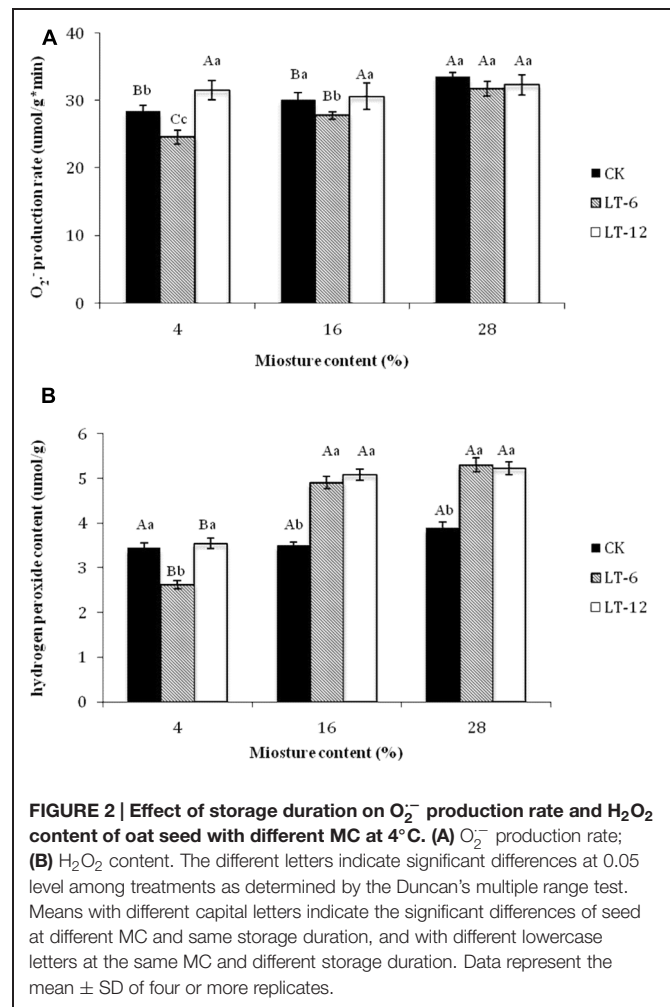 A
40
30
20
10
0
O₂·⁻ production rate (umol/g*min)
Bb Cc Aa Ba Bb Aa Aa Aa Aa
CK
LT-6
LT-12
4 16 28
Miosture content (%)
B
6
5
4
3
2
1
0
hydrogen peroxide content (umol/g)
Aa Bb Ba Ab Aa Aa Ab Aa Aa
CK
LT-6
LT-12
4 16 28
Miosture content (%)
FIGURE 2 | Effect of storage duration on O₂·⁻ production rate and H₂O₂
content of oat seed with different MC at 4°C. (A) O₂·⁻ production rate;
(B) H₂O₂ content. The different letters indicate significant differences at 0.05
level among treatments as determined by the Duncan's multiple range test.
Means with different capital letters indicate the significant differences of seed
at different MC and same storage duration, and with different lowercase
letters at the same MC and different storage duration. Data represent the
mean ± SD of four or more replicates.